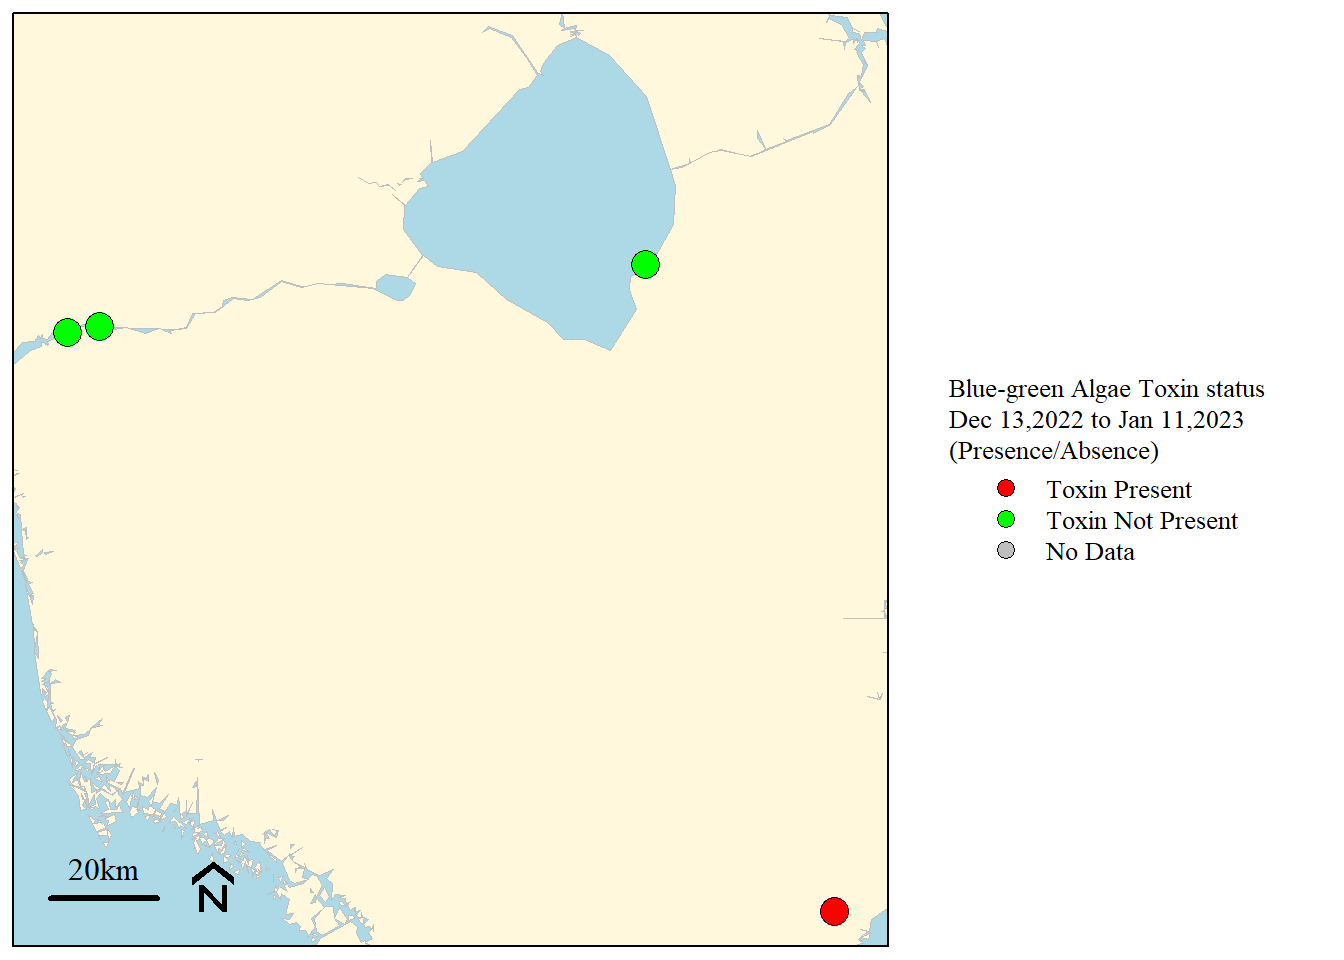 Blue-green Algae Toxin status
Dec 13,2022 to Jan 11,2023
(Presence/Absence)
Toxin Present
Toxin Not Present
No Data
20km
N